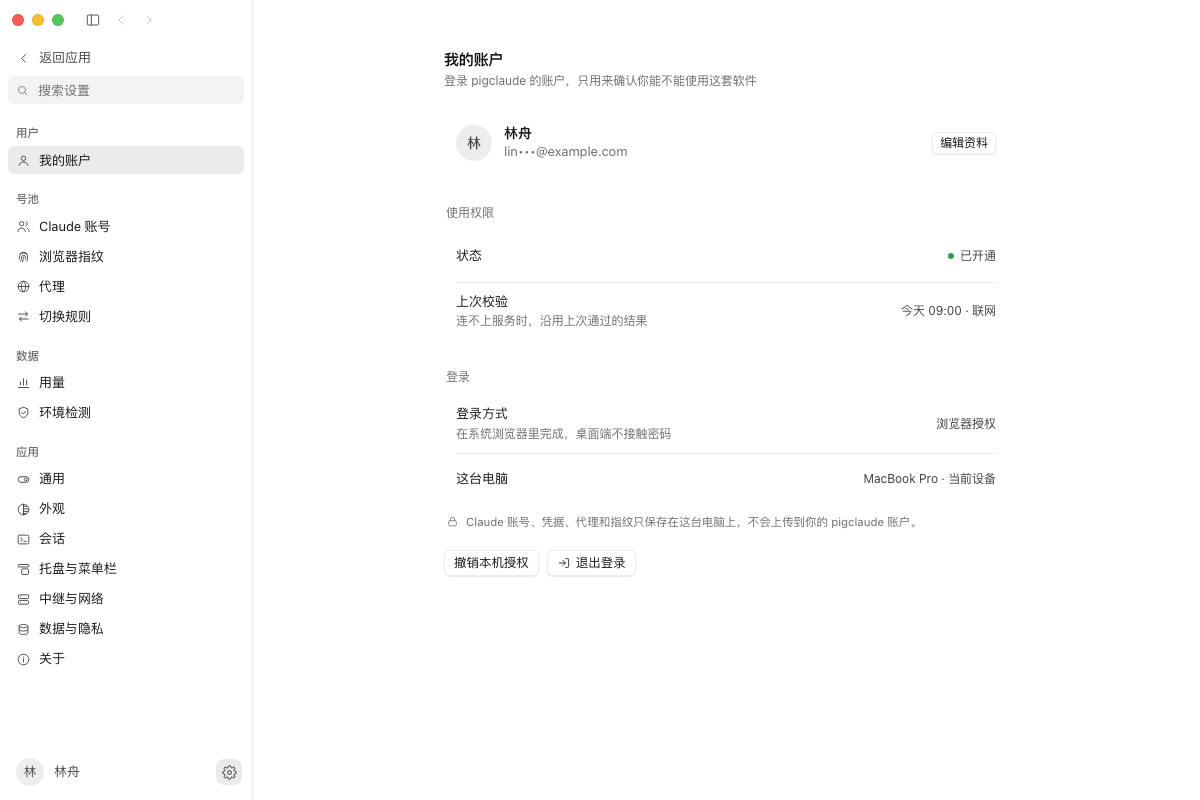 返回应用
搜索设置
用户
我的账户
号池
Claude 账号
浏览器指纹
代理
切换规则
数据
用量
环境检测
应用
通用
外观
会话
托盘与菜单栏
中继与网络
数据与隐私
关于
林 林舟
我的账户
登录 pigclaude 的账户，只用来确认你能不能使用这套软件
林 林舟
lin•••@example.com
编辑资料
使用权限
状态 已开通
上次校验
连不上服务时，沿用上次通过的结果
今天 09:00 · 联网
登录
登录方式
在系统浏览器里完成，桌面端不接触密码
浏览器授权
这台电脑 MacBook Pro · 当前设备
Claude 账号、凭据、代理和指纹只保存在这台电脑上，不会上传到你的 pigclaude 账户。
撤销本机授权 退出登录